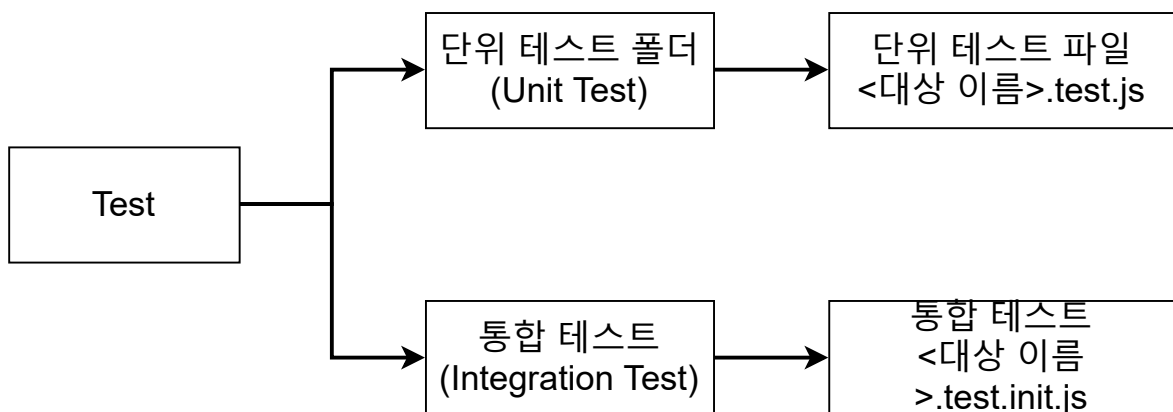 Test
단위 테스트 폴더
(Unit Test)
단위 테스트 파일
<대상 이름>.test.js
통합 테스트
(Integration Test)
통합 테스트
<대상 이름
>.test.init.js